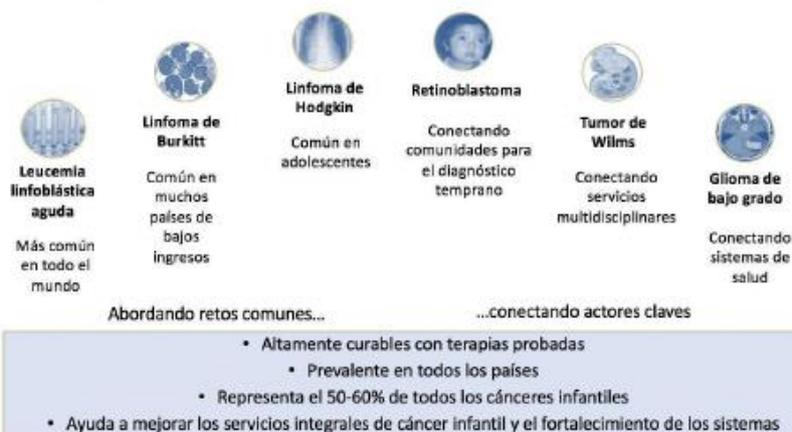 Leucemia
linfoblástica
aguda
Más común
en todo el
mundo
Linfoma de
Burkitt
Común en
muchos
países de
bajos
ingresos
Linfoma de
Hodgkin
Común en
adolescentes
Retinoblastoma
Conectando
comunidades para
el diagnóstico
temprano
Tumor de
Wilms
Conectando
servicios
multidisciplinares
Glioma de
bajo grado
Conectando
sistemas de
salud
Abordando retos comunes...
...conectando actores claves
• Altamente curables con terapias probadas
• Prevalente en todos los países
• Representa el 50-60% de todos los cánceres infantiles
• Ayuda a mejorar los servicios integrales de cáncer infantil y el fortalecimiento de los sistemas